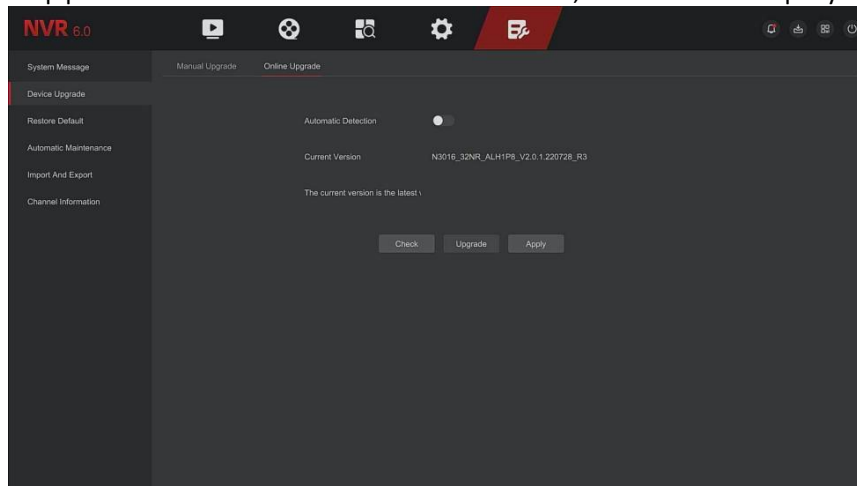 NVR 6.0
System Message
Device Upgrade
Restore Default
Automatic Maintenance
Import And Export
Channel Information
Manual Upgrade Online Upgrade
Automatic Detection
Current Version N3016_32NR_ALH1P8_V2.0.1.220728_R3
The current version is the latest
Check Upgrade Apply